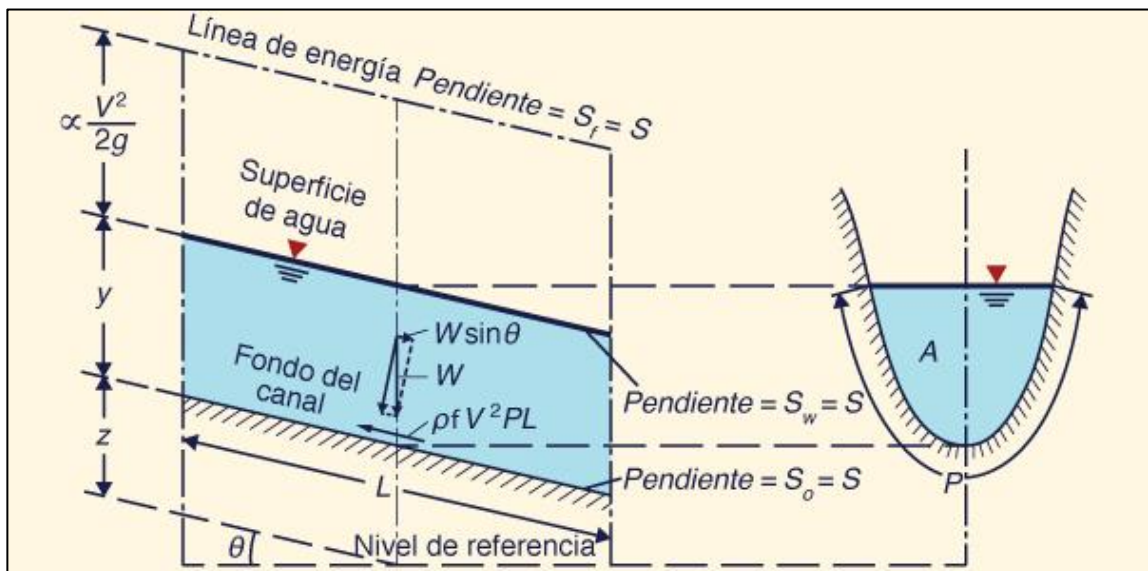 Línea de energía Pendiente = S_f = S
∝ V²/2g
Superficie
de agua
y
W sinθ
W
A
Fondo del
canal
Pendiente = S_w = S
ρf V² PL
z
L
Pendiente = S_o = S
P
θ
Nivel de referencia